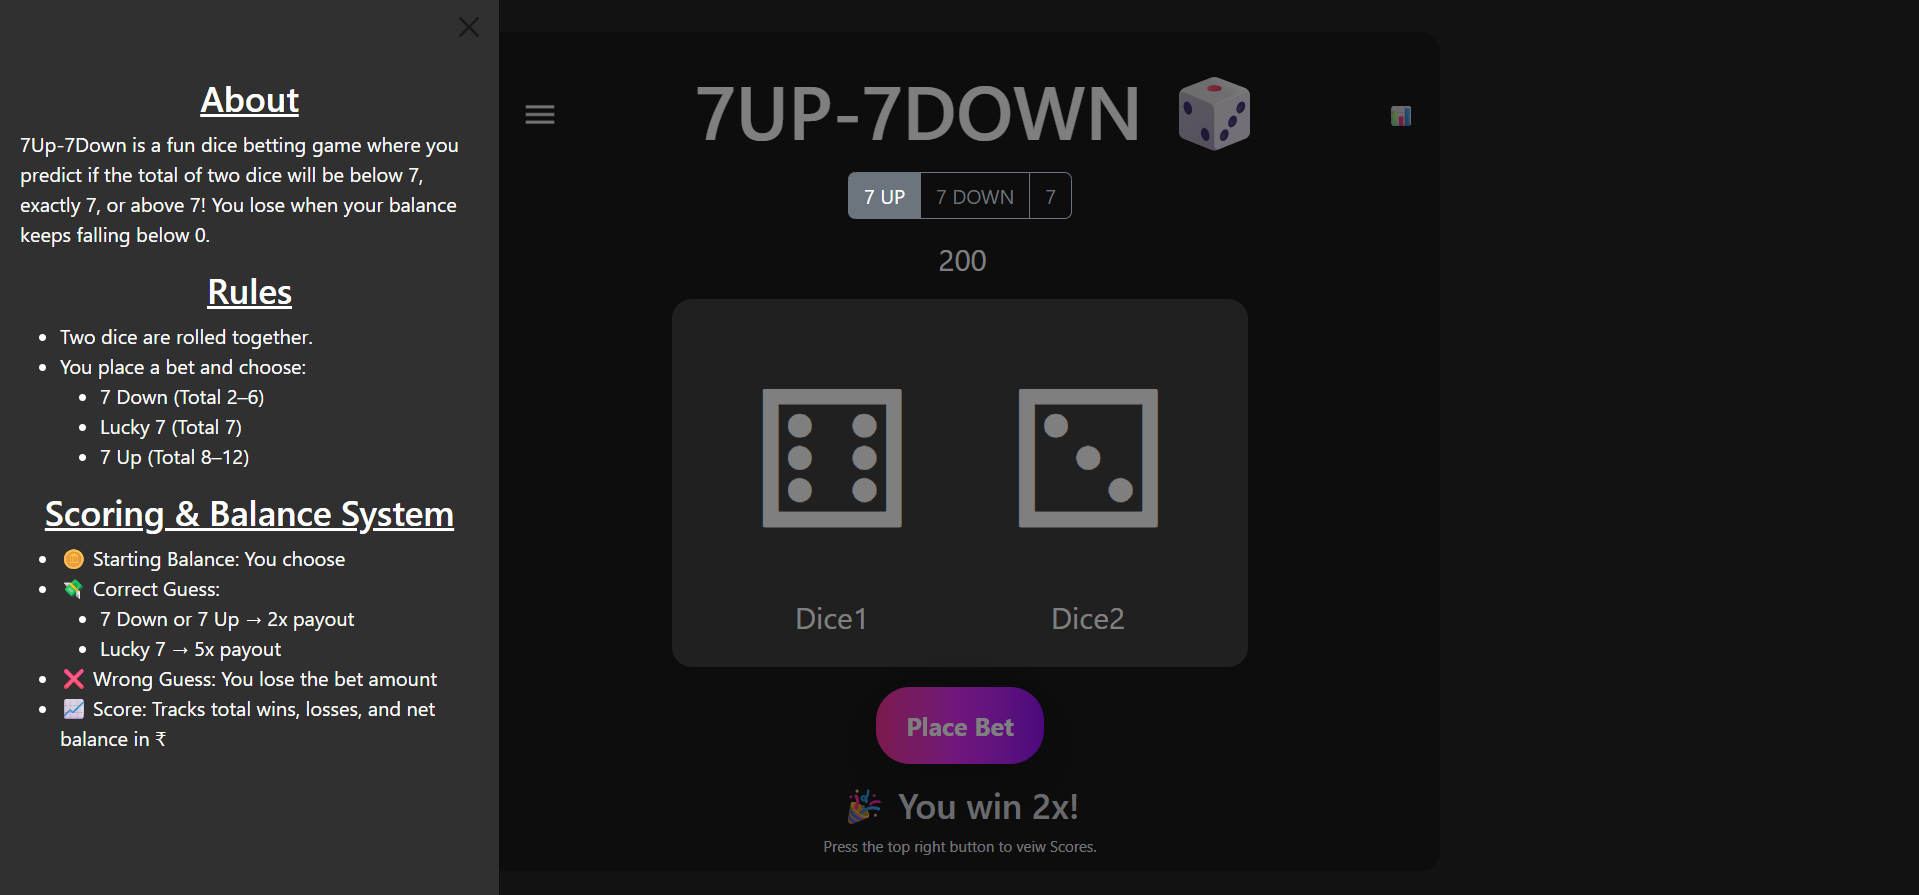 About
7Up-7Down is a fun dice betting game where you
predict if the total of two dice will be below 7,
exactly 7, or above 7! You lose when your balance
keeps falling below 0.
Rules
Two dice are rolled together.
You place a bet and choose:
7 Down (Total 2–6)
Lucky 7 (Total 7)
7 Up (Total 8–12)
Scoring & Balance System
🪙 Starting Balance: You choose
💸 Correct Guess:
7 Down or 7 Up → 2x payout
Lucky 7 → 5x payout
❌ Wrong Guess: You lose the bet amount
📈 Score: Tracks total wins, losses, and net
balance in ₹
7UP-7DOWN 🎲
7 UP 7 DOWN 7
200
Dice1 Dice2
Place Bet
🎉 You win 2x!
Press the top right button to veiw Scores.